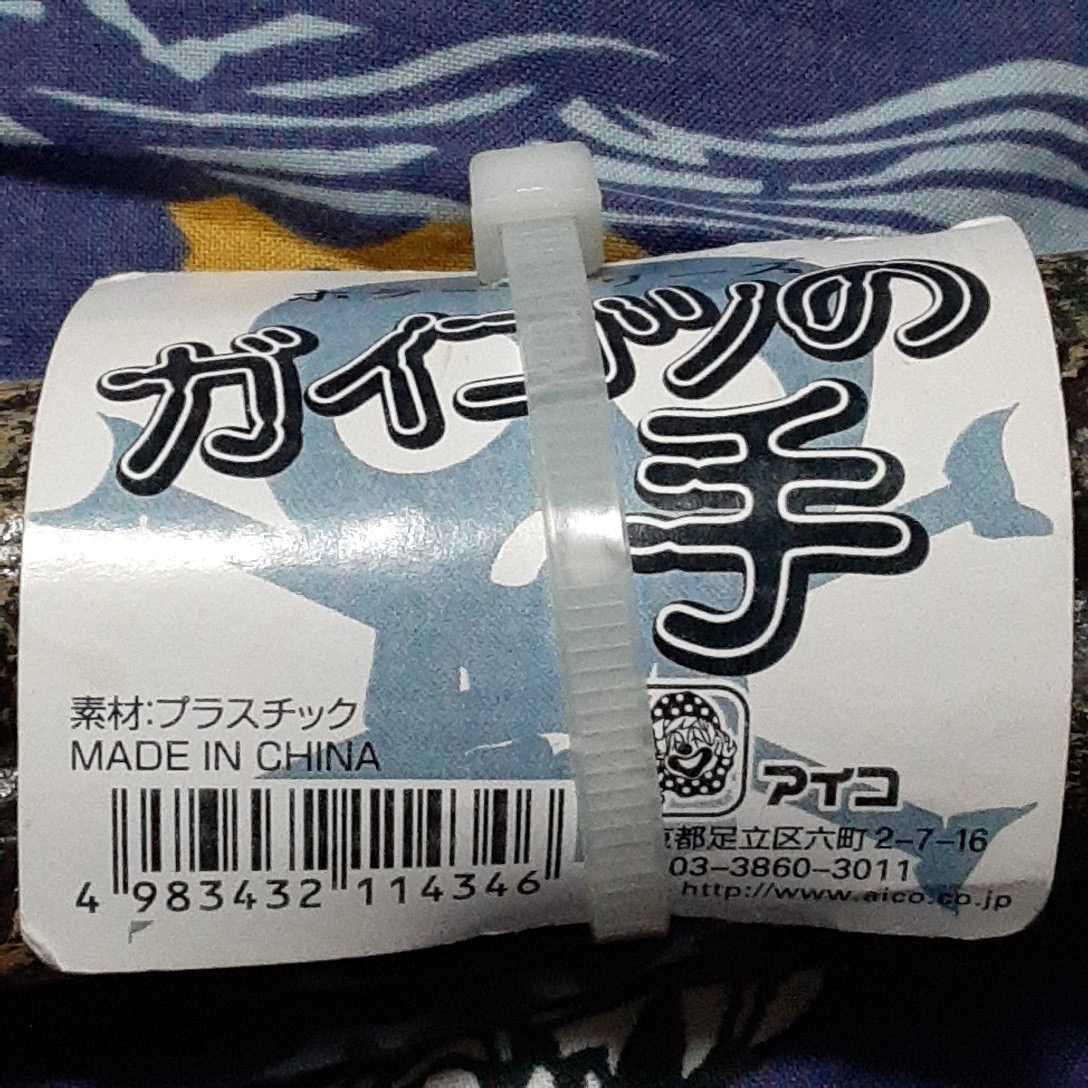 ガイコツの
手
素材:プラスチック
MADE IN CHINA
アイコ
京都足立区六町2-7-16
03-3860-3011
http://www.aico.co.jp
4 983432 114346